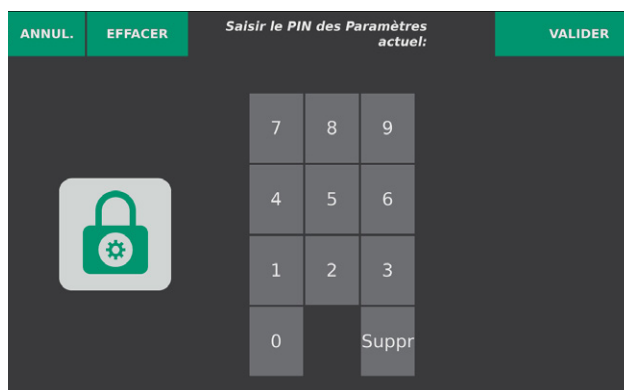 ANNUL. EFFACER Saisir le PIN des Paramètres VALIDER
actuel:
7 8 9
4 5 6
1 2 3
0 Suppr